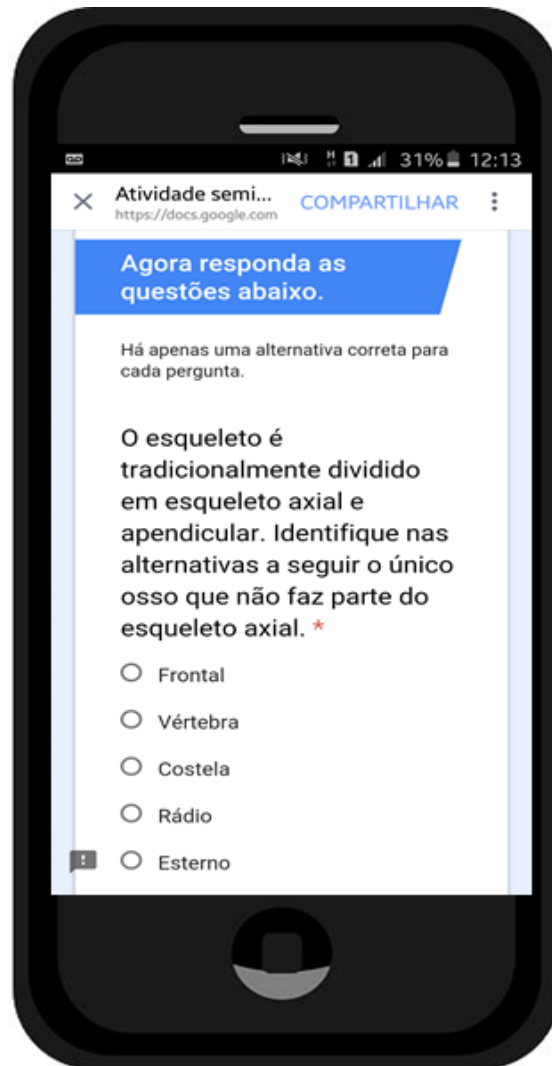 31% 12:13
Atividade semi... COMPARTILHAR
https://docs.google.com
Agora responda as
questões abaixo.
Há apenas uma alternativa correta para
cada pergunta.
O esqueleto é
tradicionalmente dividido
em esqueleto axial e
apendicular. Identifique nas
alternativas a seguir o único
osso que não faz parte do
esqueleto axial. *
Frontal
Vértebra
Costela
Rádio
Esterno